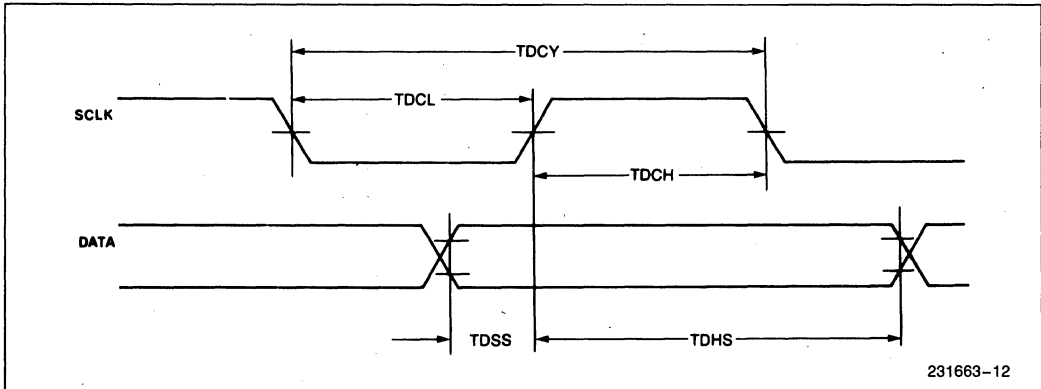 TDCY
TDCL
SCLK
TDCH
DATA
TDSS
TDHS
231663–12